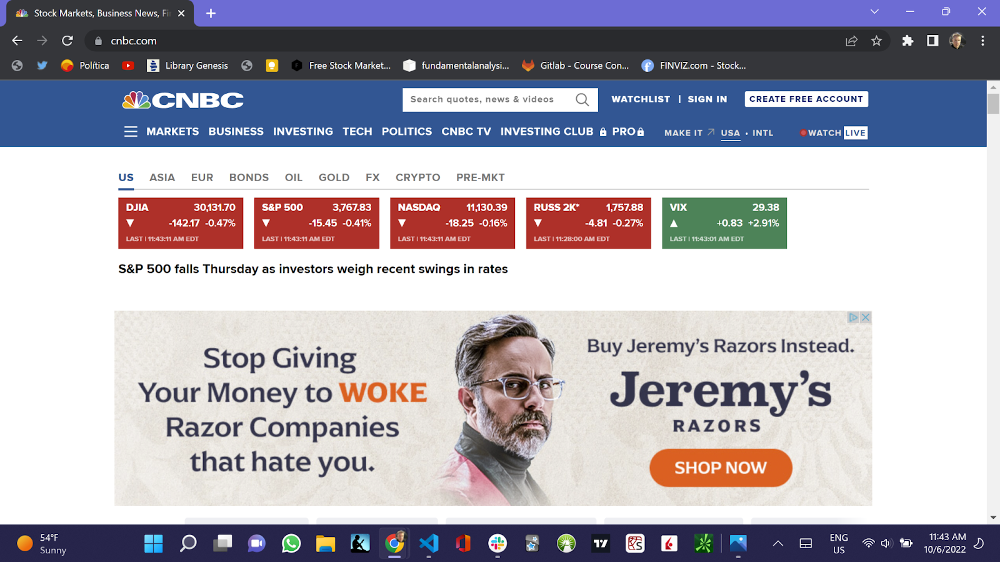 Stock Markets, Business News, Fi
cnbc.com
Política
Library Genesis
Free Stock Market...
fundamentalanalysi...
Gitlab - Course Con...
FINVIZ.com - Stock...
CNBC
Search quotes, news & videos
WATCHLIST | SIGN IN
CREATE FREE ACCOUNT
MARKETS BUSINESS INVESTING TECH POLITICS CNBC TV INVESTING CLUB PRO
MAKE IT USA • INTL
WATCH LIVE
US ASIA EUR BONDS OIL GOLD FX CRYPTO PRE-MKT
DJIA 30,131.70
-142.17 -0.47%
LAST | 11:43:11 AM EDT
S&P 500 3,767.83
-15.45 -0.41%
LAST | 11:43:11 AM EDT
NASDAQ 11,130.39
-18.25 -0.16%
LAST | 11:43:11 AM EDT
RUSS 2K* 1,757.88
-4.81 -0.27%
LAST | 11:28:00 AM EDT
VIX 29.38
+0.83 +2.91%
LAST | 11:43:01 AM EDT
S&P 500 falls Thursday as investors weigh recent swings in rates
Stop Giving
Your Money to WOKE
Razor Companies
that hate you.
Buy Jeremy's Razors Instead.
Jeremy's
RAZORS
SHOP NOW
54°F
Sunny
ENG
US
11:43 AM
10/6/2022